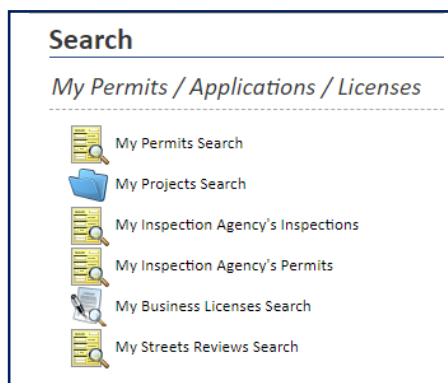 Search
My Permits / Applications / Licenses
My Permits Search
My Projects Search
My Inspection Agency's Inspections
My Inspection Agency's Permits
My Business Licenses Search
My Streets Reviews Search